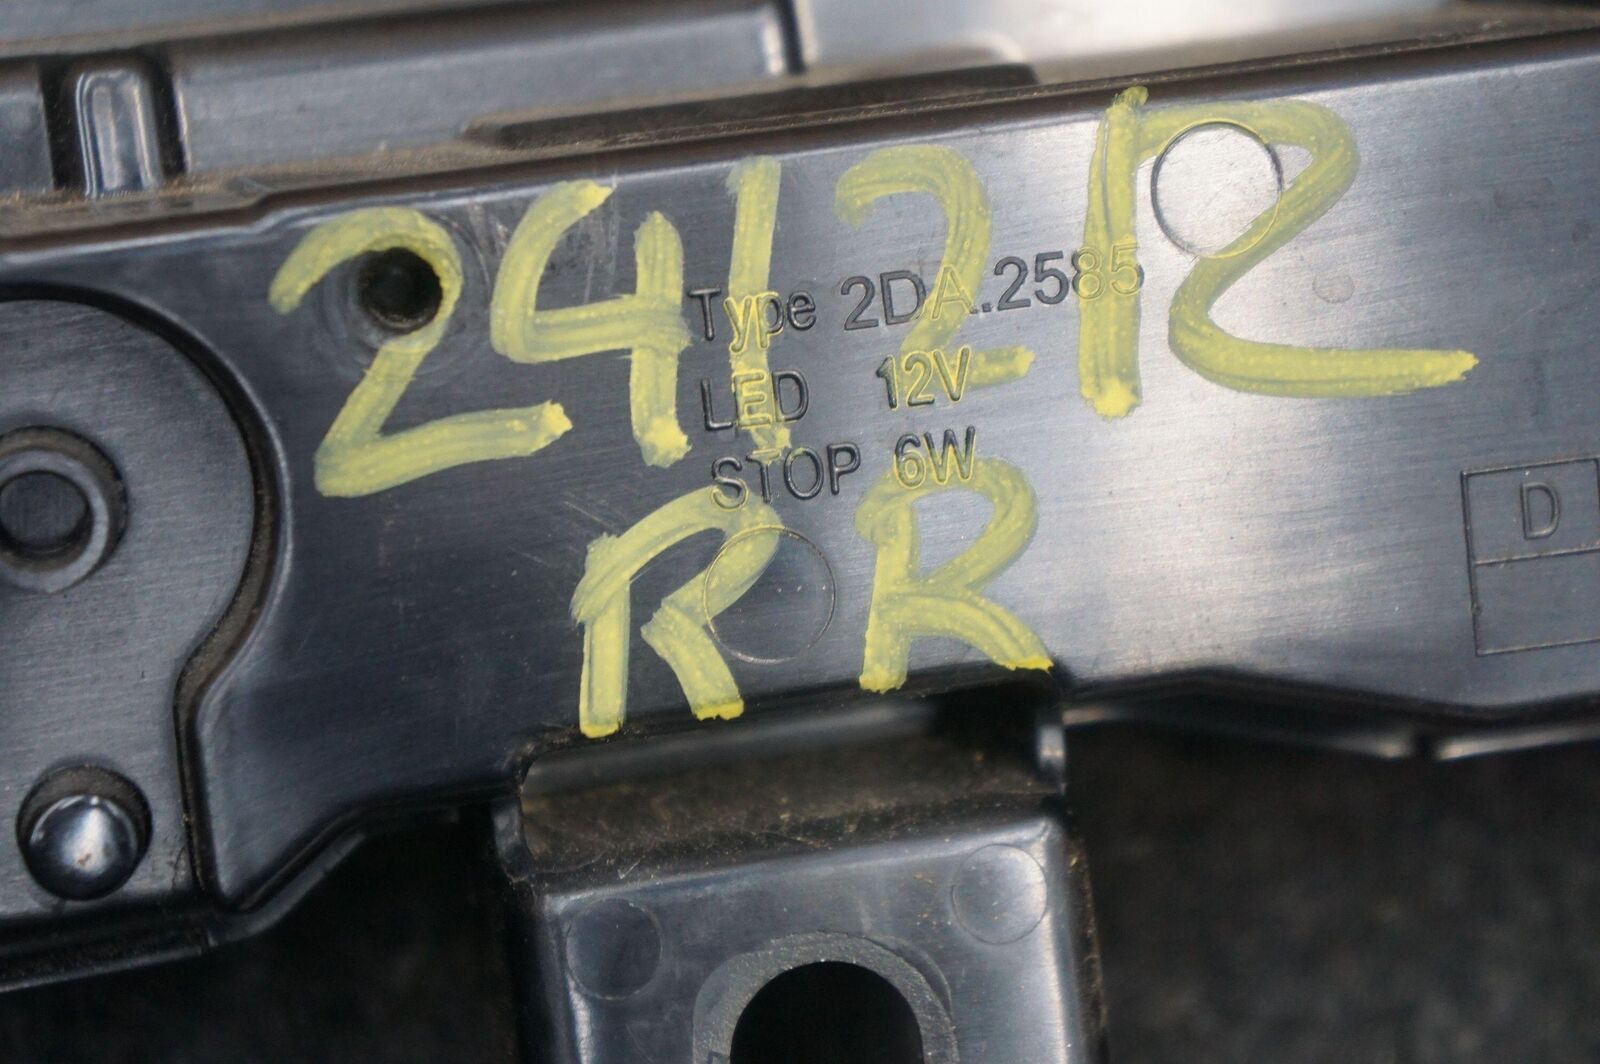 2412R
Type 2DA.2585
LED 12V
STOP 6W
RR
D